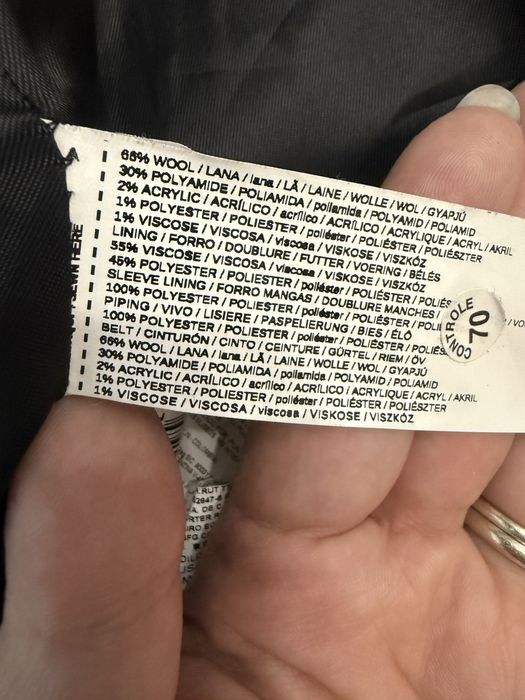 66% WOOL / LANA / lana / LÃ / LAINE / WOLLE / WOL / GYAPJÚ
30% POLYAMIDE / POLIAMIDA / poliamida / POLYAMID / POLIAMID
2% ACRYLIC / ACRÍLICO / acrílico / ACRÍLICO / ACRYLIQUE / ACRYL / AKRIL
1% POLYESTER / POLIESTER / poliéster / POLIÉSTER / POLIÉSZTER
1% VISCOSE / VISCOSA / viscosa / VISKOSE / VISZKÓZ
LINING / FORRO / DOUBLURE / FUTTER / VOERING / BÉLÉS
55% VISCOSE / VISCOSA / viscosa / VISKOSE / VISZKÓZ
45% POLYESTER / POLIESTER / poliéster / POLIÉSTER /
SLEEVE LINING / FORRO MANGAS / DOUBLURE MANCHES /
100% POLYESTER / POLIESTER / poliéster / POLIÉSTER /
PIPING / VIVO / LISIERE / PASPELIERUNG / BIES / ÉLŐ
100% POLYESTER / POLIESTER / poliéster / POLIÉSTER /
BELT / CINTURÓN / CINTO / CEINTURE / GÜRTEL / RIEM / ÖV
66% WOOL / LANA / lana / LÃ / LAINE / WOLLE / WOL / GYAPJÚ
30% POLYAMIDE / POLIAMIDA / poliamida / POLYAMID / POLIAMID
2% ACRYLIC / ACRÍLICO / acrílico / ACRÍLICO / ACRYLIQUE / ACRYL / AKRIL
1% POLYESTER / POLIESTER / poliéster / POLIÉSTER / POLIÉSZTER
1% VISCOSE / VISCOSA / viscosa / VISKOSE / VISZKÓZ
CONTROLE
70
HERE